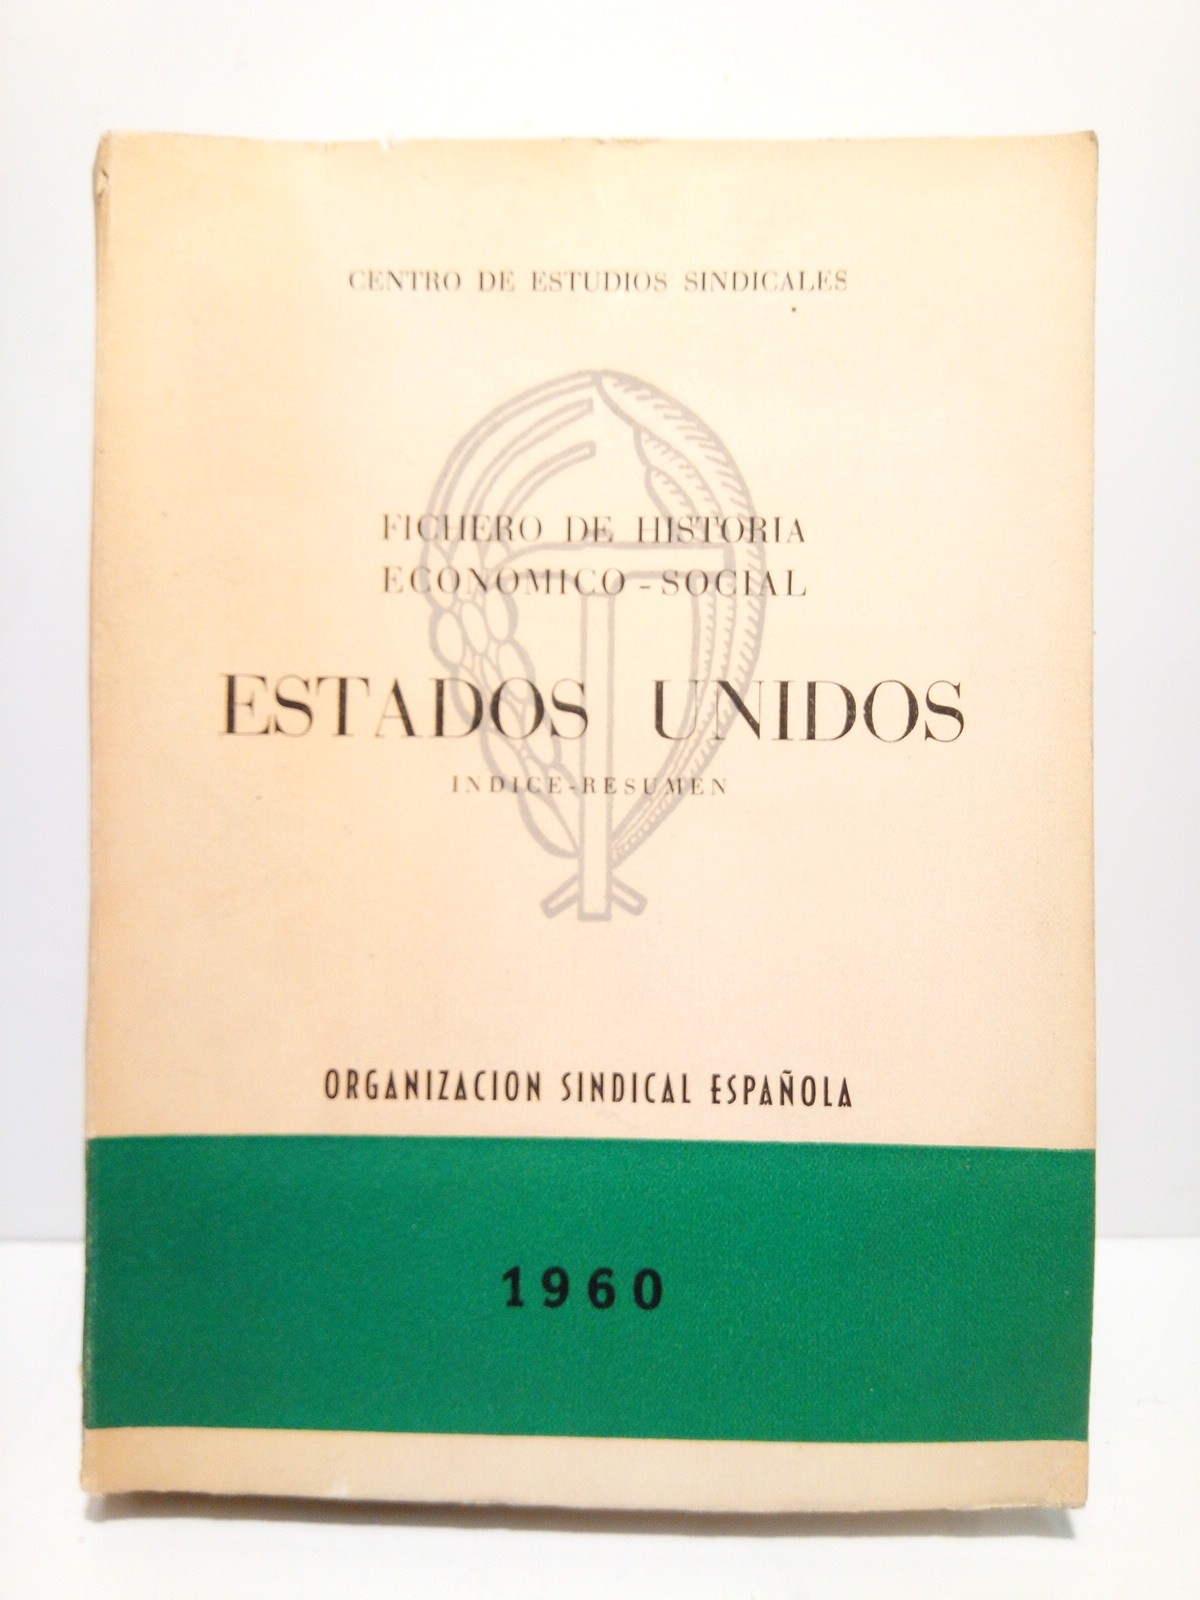 CENTRO DE ESTUDIOS SINDICALES
FICHERO DE HISTORIA
ECONOMICO-SOCIAL
ESTADOS UNIDOS
INDICE-RESUMEN
ORGANIZACION SINDICAL ESPAÑOLA
1960